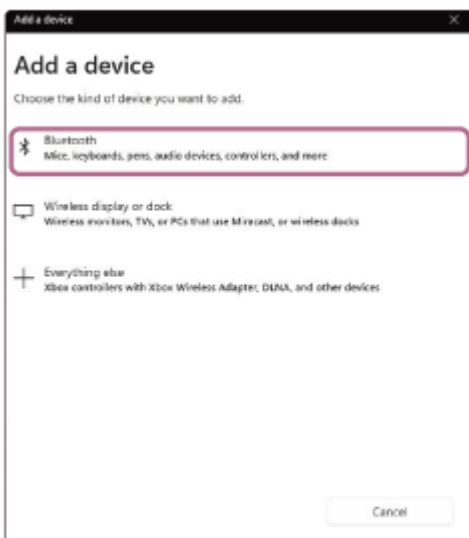 Add a device
Add a device
Choose the kind of device you want to add.
Bluetooth
Mice, keyboards, pens, audio devices, controllers, and more
Wireless display or dock
Wireless monitors, TVs, or PCs that use Miracast, or wireless docks
Everything else
Xbox controllers with Xbox Wireless Adapter, DLNA, and other devices
Cancel